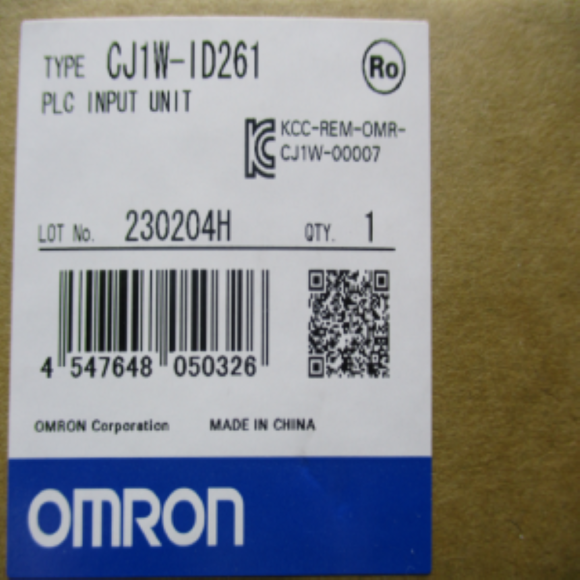 TYPE CJ1W-ID261
Ro
PLC INPUT UNIT
KCC-REM-OMR-
CJ1W-00007
LOT No. 230204H QTY. 1
4 547648 050326
OMRON Corporation MADE IN CHINA
OMRON